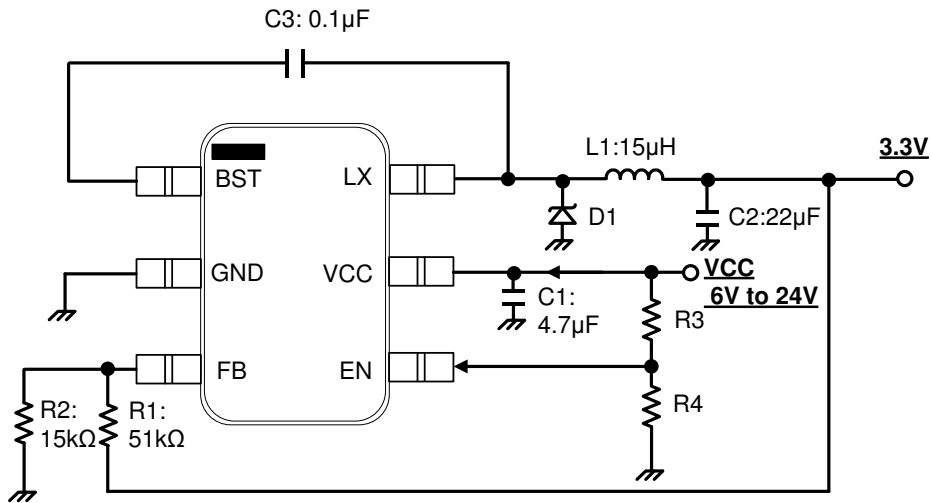 C3: 0.1µF
BST
LX
L1:15µH
3.3V
D1
C2:22µF
GND
VCC
C1:
4.7µF
VCC
6V to 24V
R3
FB
EN
R4
R2:
15kΩ
R1:
51kΩ